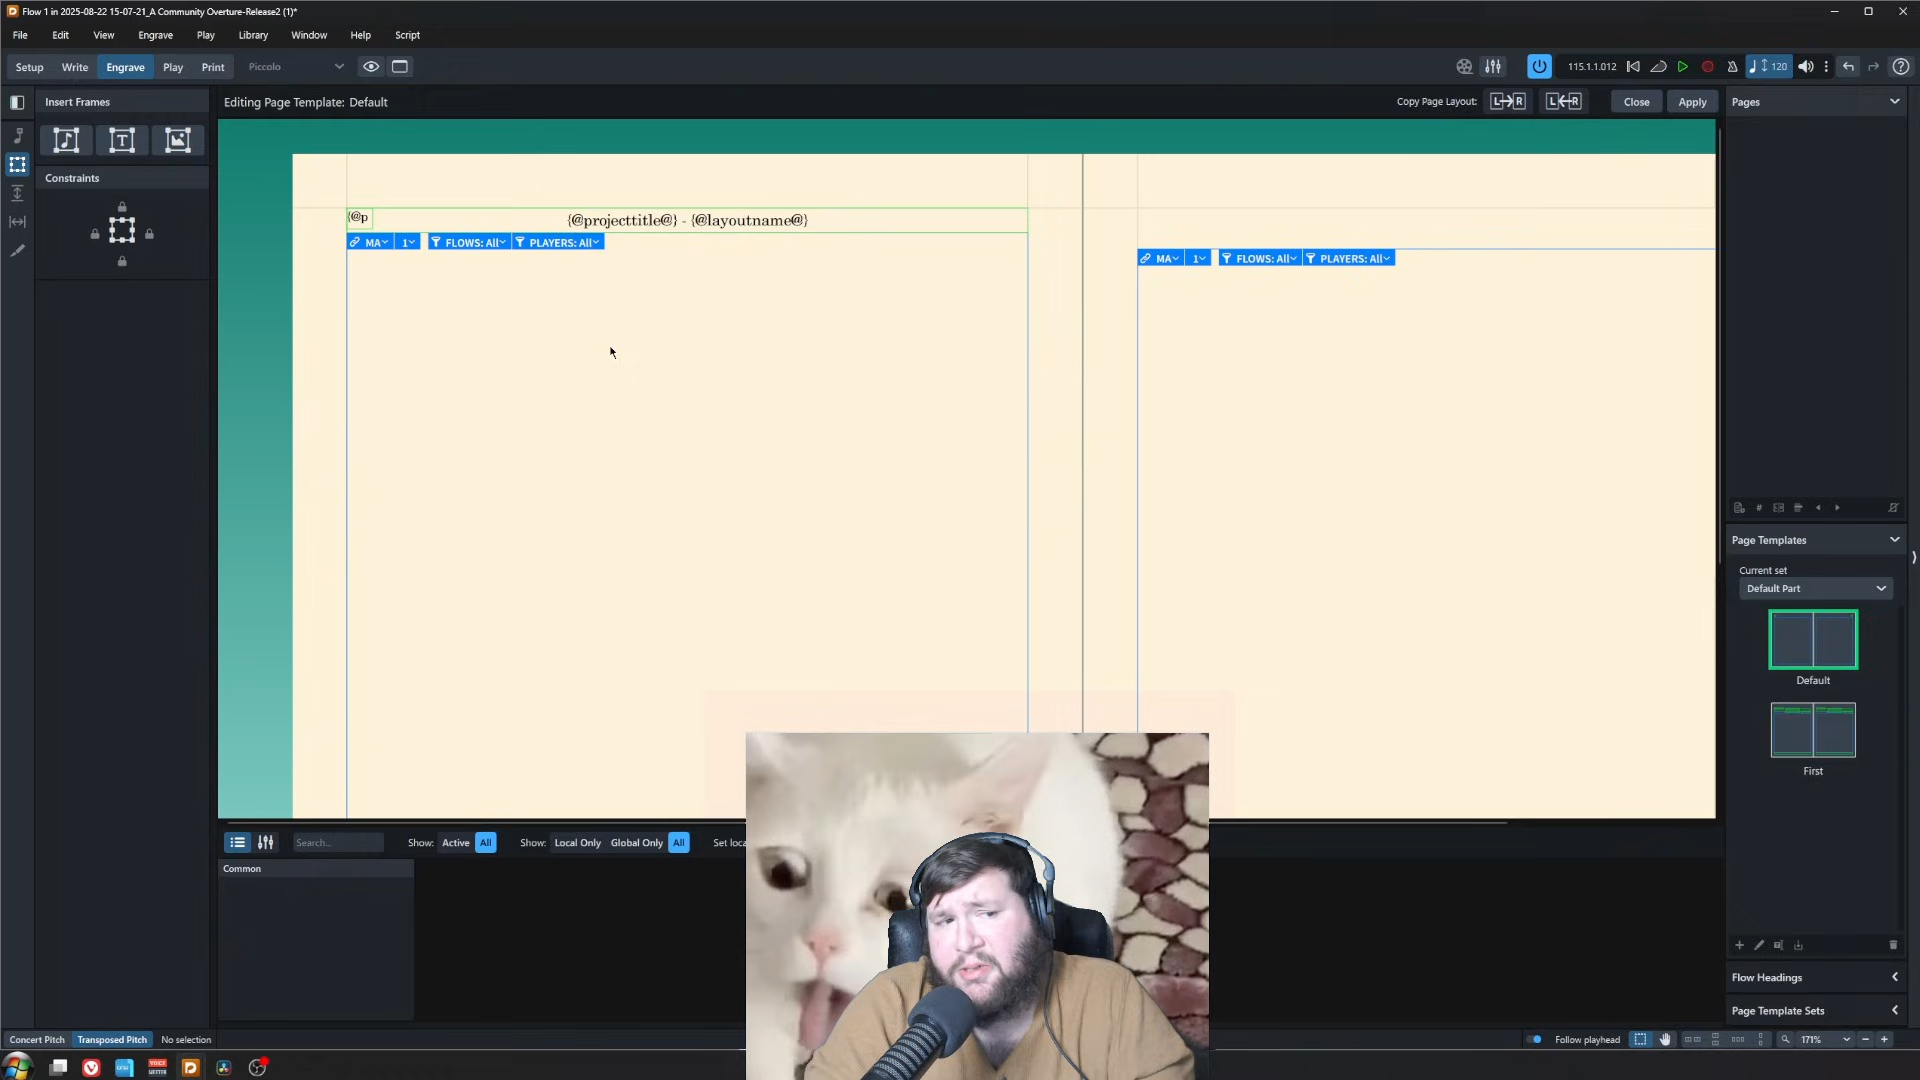 Flow 1 in 2025-08-22 15-07-21_A Community Overture-Release2 (1)*
File Edit View Engrave Play Library Window Help Script
Setup Write Engrave Play Print Piccolo 115.1.1.012 120
Insert Frames
Editing Page Template: Default
Copy Page Layout: L R L R Close Apply
Pages
T
Constraints
{@p
{@projecttitle@} - {@layoutname@}
MA 1 FLOWS: All PLAYERS: All
MA 1 FLOWS: All PLAYERS: All
Page Templates
Current set
Default Part
Default
First
Show: Active All Show: Local Only Global Only All Set loca
Search...
Common
Flow Headings
Page Template Sets
Concert Pitch Transposed Pitch No selection
Follow playhead 171%